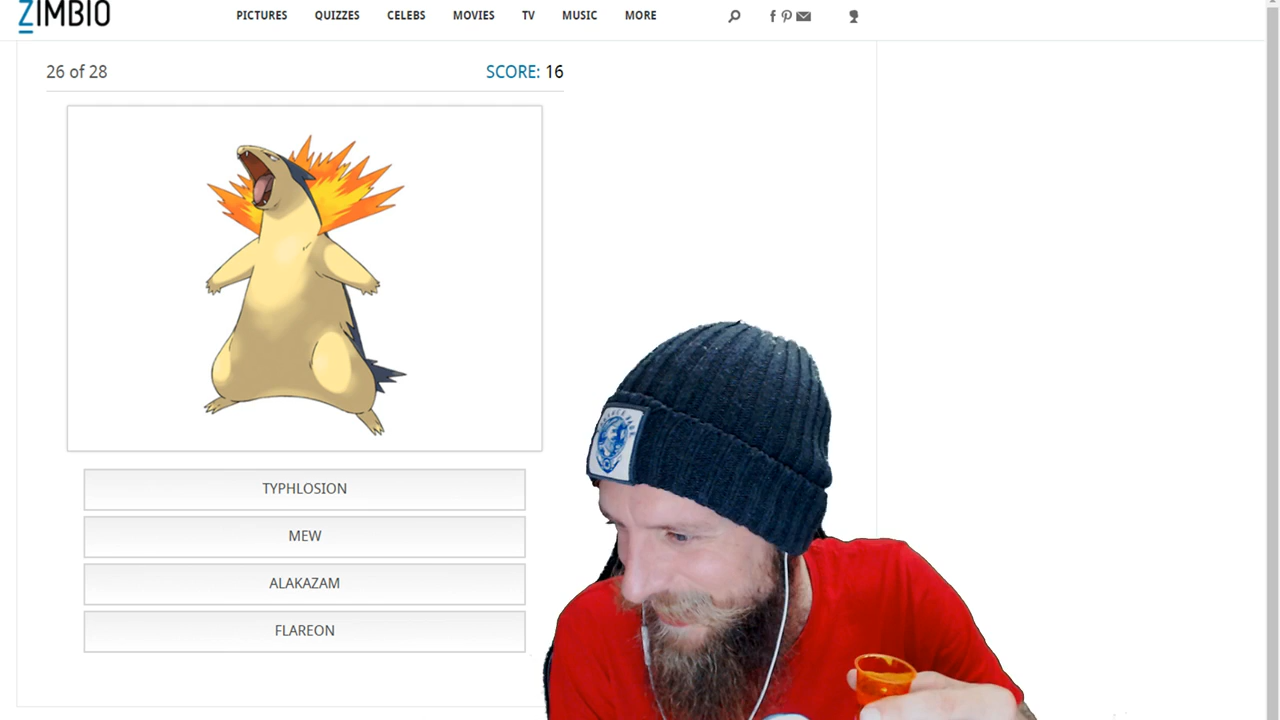 ZIMBIO
PICTURES QUIZZES CELEBS MOVIES TV MUSIC MORE
26 of 28
SCORE: 16
TYPHLOSION
MEW
ALAKAZAM
FLAREON